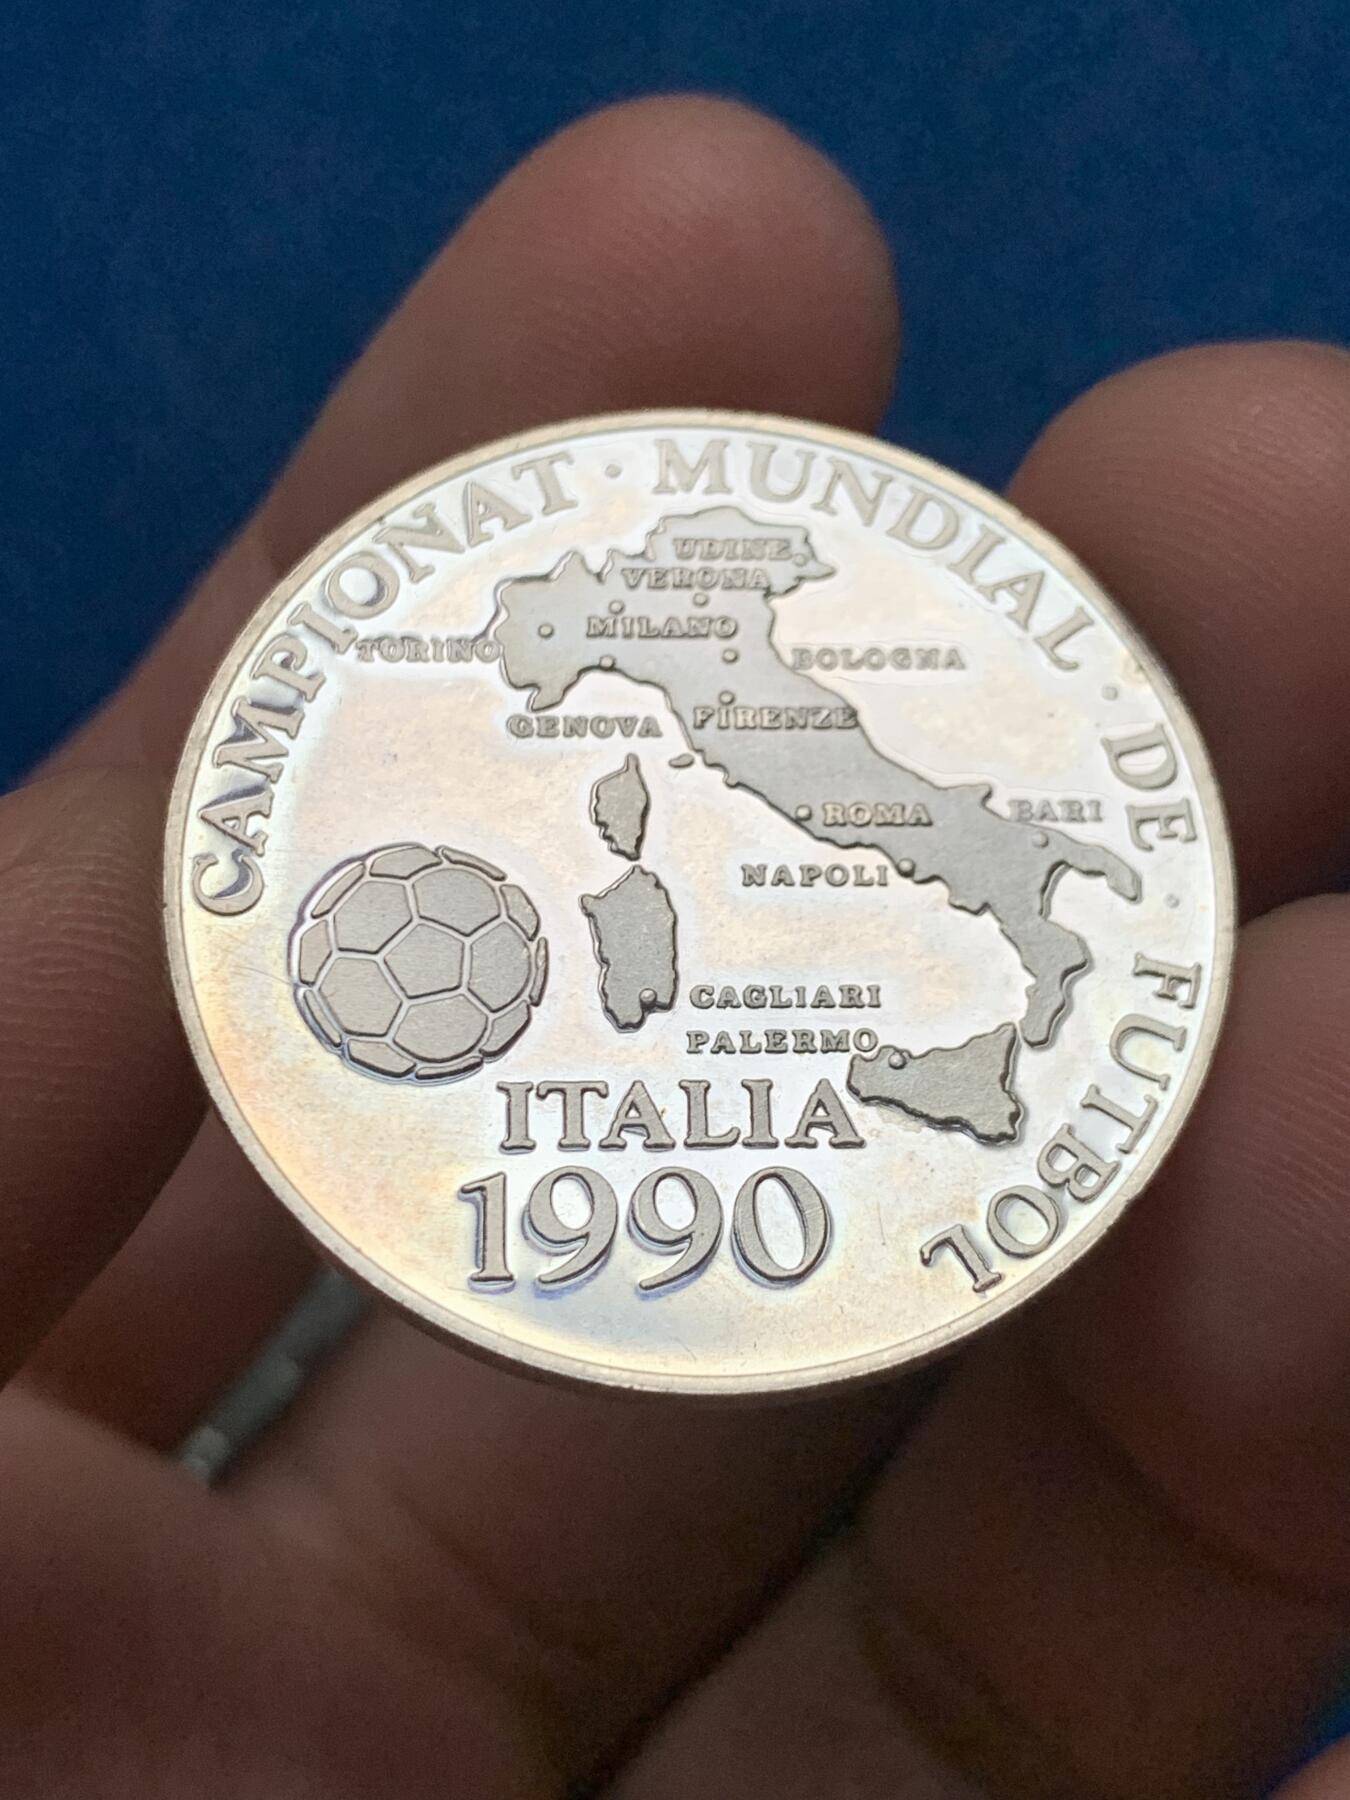 CAMPIONAT · MUNDIAL · DE · FUTBOL
UDINE
VERONA
MILANO
TORINO
BOLOGNA
GENOVA
FIRENZE
ROMA
BARI
NAPOLI
CAGLIARI
PALERMO
ITALIA
1990